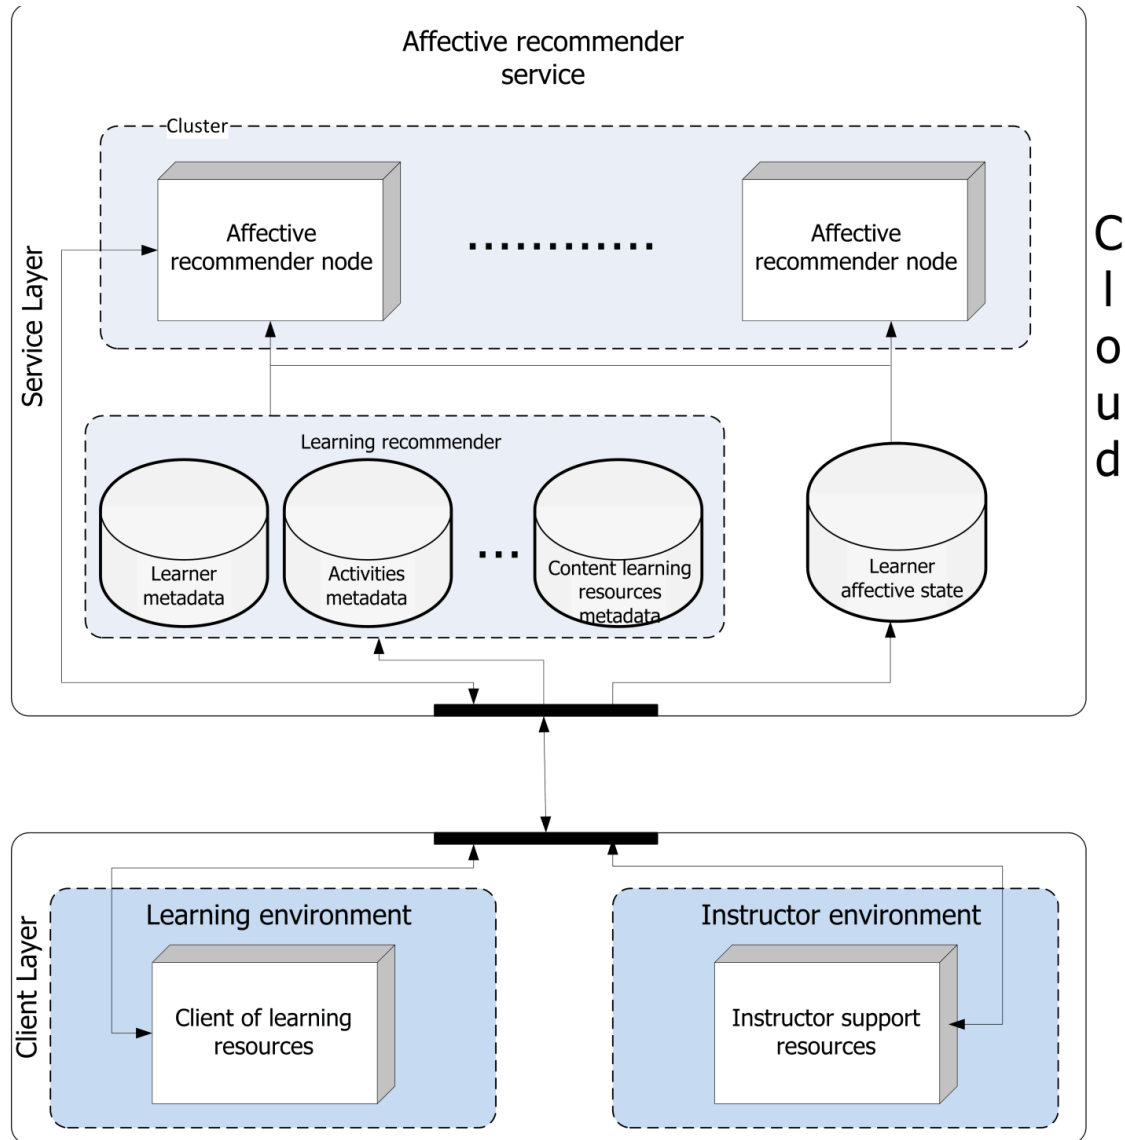 Affective recommender
service
Cluster
Affective
recommender node
Affective
recommender node
Service Layer
Cloud
Learning recommender
Learner
metadata
Activities
metadata
Content learning
resources
metadata
Learner
affective state
Client Layer
Learning environment
Client of learning
resources
Instructor environment
Instructor support
resources